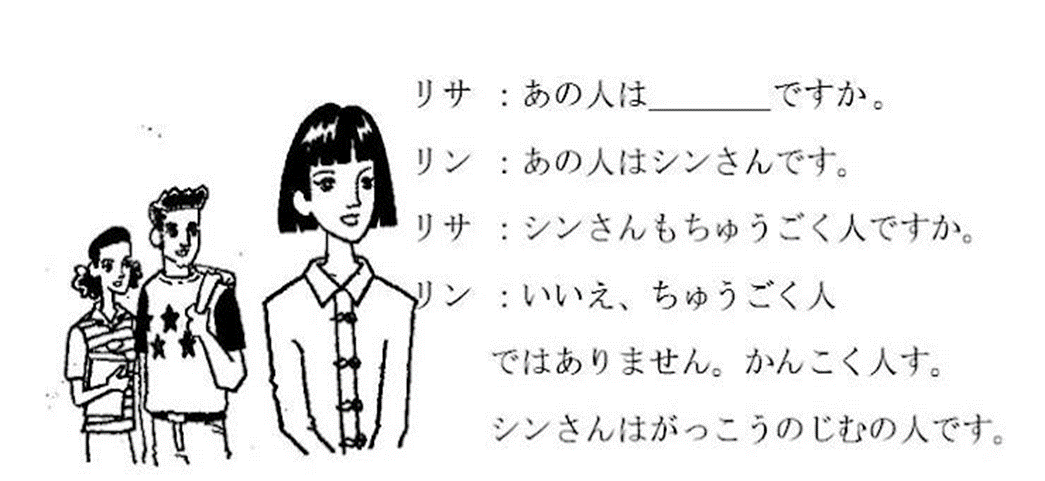 リサ ：あの人は________ですか。
リン ：あの人はシンさんです。
リサ ：シンさんもちゅうごく人ですか。
リン ：いいえ、ちゅうごく人
ではありません。かんこく人す。
シンさんはがっこうのじむの人です。